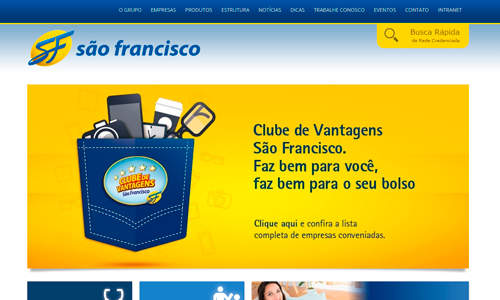 O GRUPO EMPRESAS PRODUTOS ESTRUTURA NOTÍCIAS DICAS TRABALHE CONOSCO EVENTOS CONTATO INTRANET
SF são francisco
Busca Rápida
da Rede Credenciada
Clube de Vantagens
São Francisco.
Faz bem para você,
faz bem para o seu bolso
Clique aqui e confira a lista
completa de empresas conveniadas.
CLUBE DE
VANTAGENS
São Francisco
SF